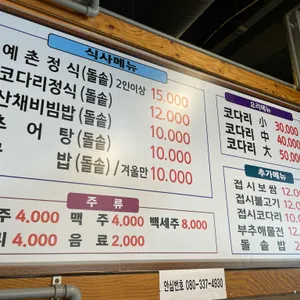 식사메뉴
예촌정식(돌솥) 2인이상 15.000
코다리정식(돌솥) 12.000
산채비빔밥(돌솥) 10.000
추어탕(돌솥) 10.000
밥(돌솥)/겨울만 10.000
주류
4,000 맥주 4,000 백세주 8,000
4,000 음료 2,000
요리메뉴
코다리 小 30,000
코다리 中 40,000
코다리 大 50,000
추가메뉴
접시보쌈 12.0
접시불고기 12.0
접시코다리 10.0
부추해물전 12.0
돌솥밥 2.0
안심번호 080-337-4930